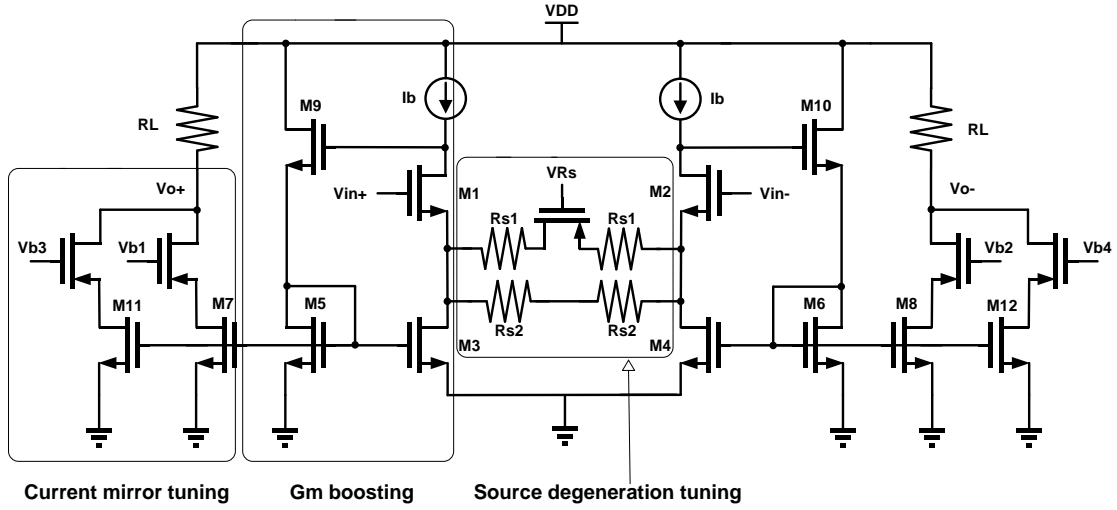 VDD
Ib
Ib
M9
M10
RL
RL
VRs
Vin+
M1
M2
Vin-
Vo+
Rs1
Rs1
Vo-
Vb3
Vb1
Vb2
Vb4
M11
M7
M5
M6
M8
M12
Rs2
Rs2
M3
M4
Current mirror tuning
Gm boosting
Source degeneration tuning